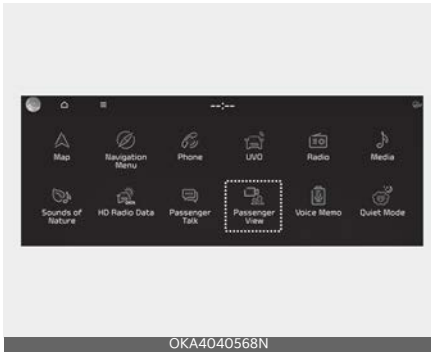 --:--
Map
Navigation
Menu
Phone
UVO
Radio
Media
Sounds of
Nature
HD Radio Data
Passenger
Talk
Passenger
View
Voice Memo
Quiet Mode
OKA4040568N